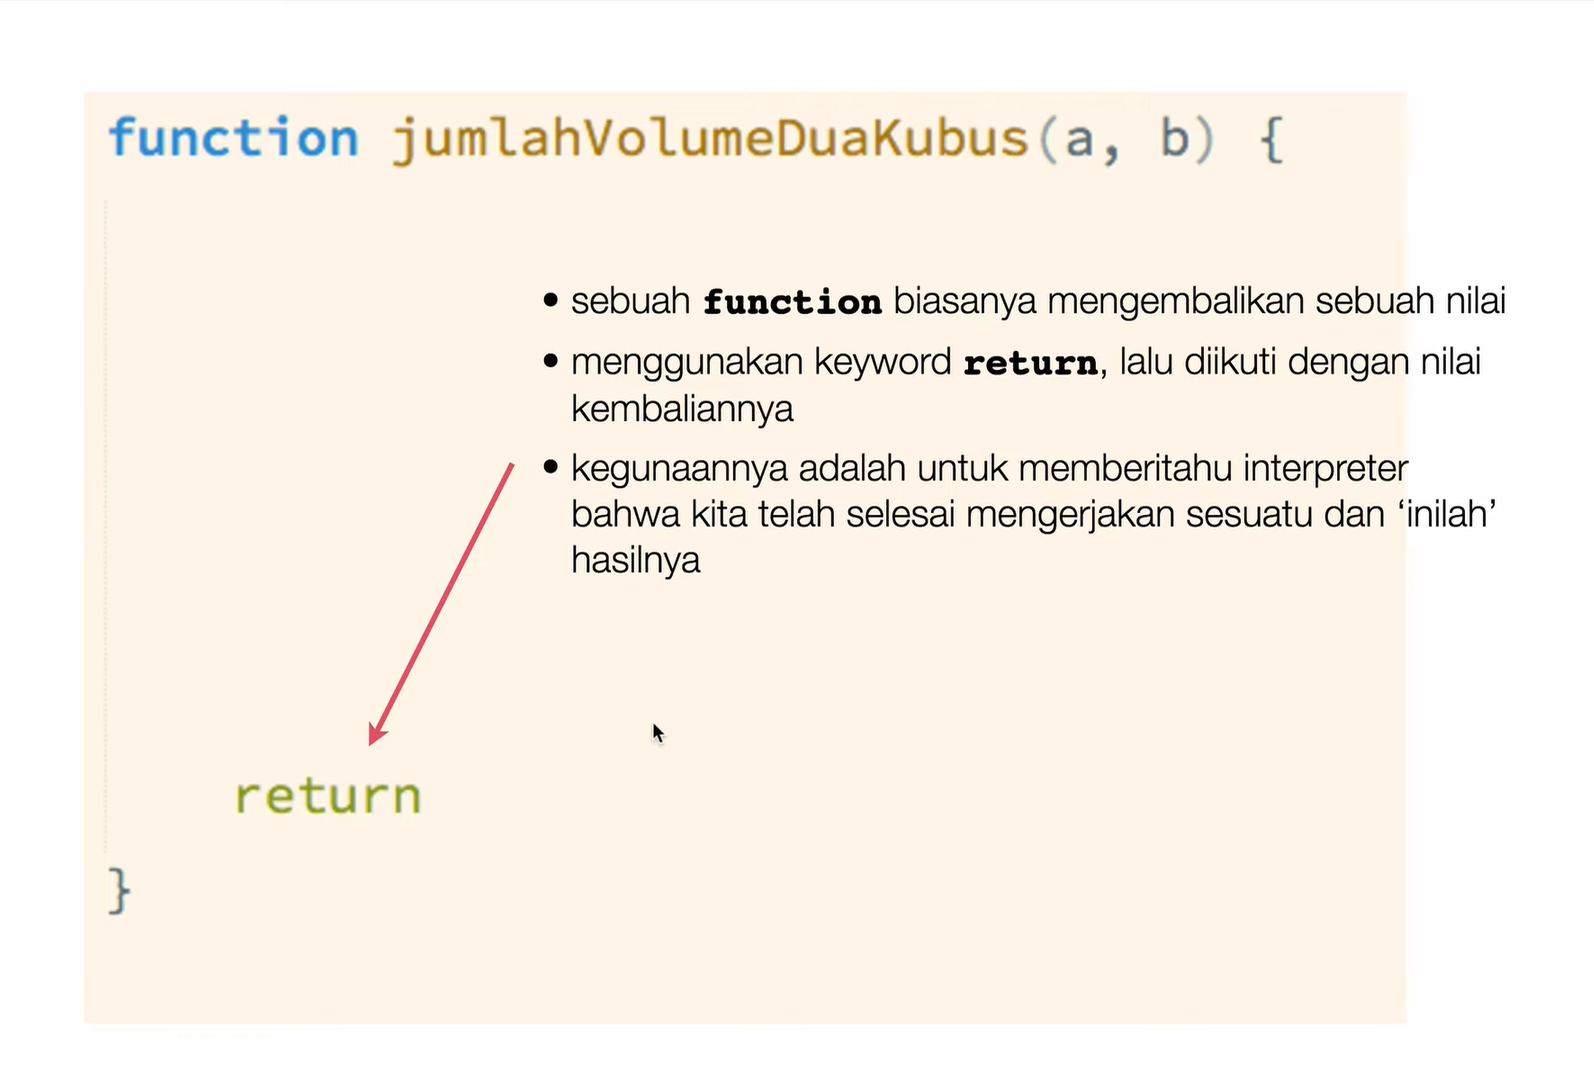 function jumlahVolumeDuaKubus(a, b) {
• sebuah function biasanya mengembalikan sebuah nilai
• menggunakan keyword return, lalu diikuti dengan nilai
kembaliannya
• kegunaannya adalah untuk memberitahu interpreter
bahwa kita telah selesai mengerjakan sesuatu dan ‘inilah’
hasilnya
return
}